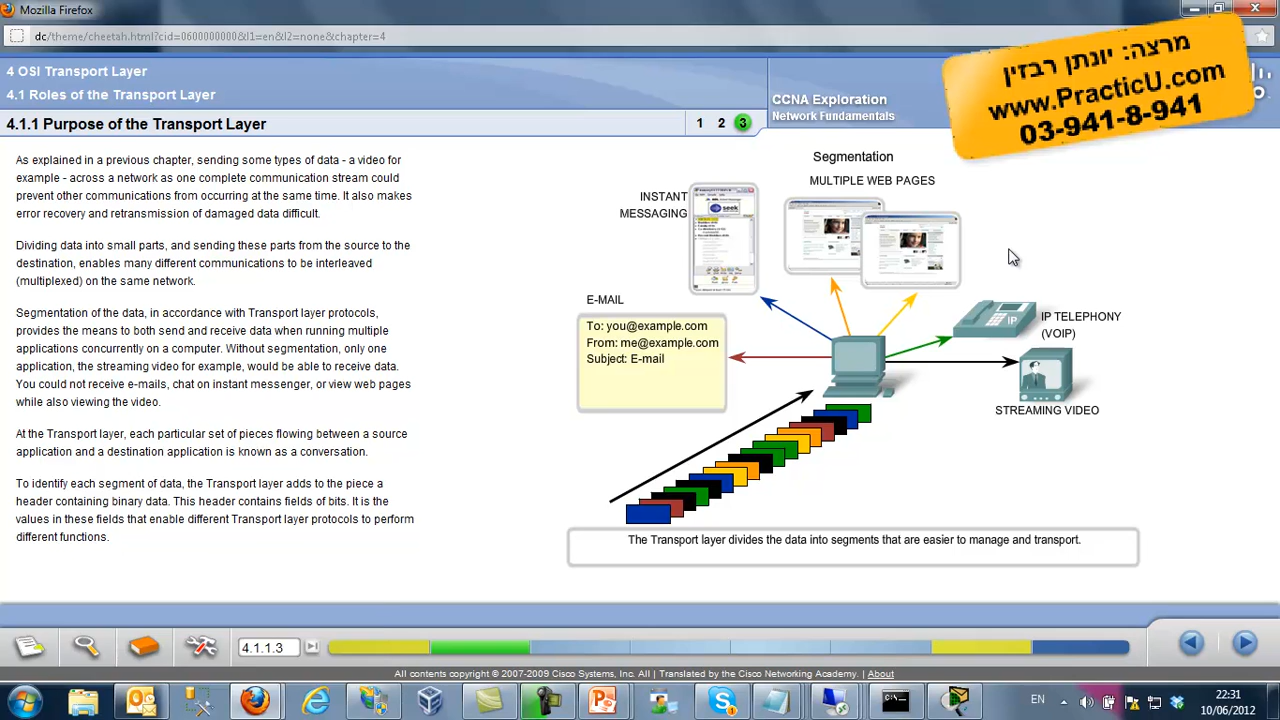 Mozilla Firefox
dc/theme/cheetah.html?cid=0600000000&l1=en&l2=none&chapter=4
4 OSI Transport Layer
4.1 Roles of the Transport Layer
4.1.1 Purpose of the Transport Layer
1 2 3
CCNA Exploration
Network Fundamentals
מרצה: יונתן רבזין
www.PracticU.com
03-941-8-941
As explained in a previous chapter, sending some types of data - a video for
example - across a network as one complete communication stream could
prevent other communications from occurring at the same time. It also makes
error recovery and retransmission of damaged data difficult.
Dividing data into small parts, and sending these parts from the source to the
destination, enables many different communications to be interleaved
(multiplexed) on the same network.
Segmentation of the data, in accordance with Transport layer protocols,
provides the means to both send and receive data when running multiple
applications concurrently on a computer. Without segmentation, only one
application, the streaming video for example, would be able to receive data.
You could not receive e-mails, chat on instant messenger, or view web pages
while also viewing the video.
At the Transport layer, each particular set of pieces flowing between a source
application and a destination application is known as a conversation.
To identify each segment of data, the Transport layer adds to the piece a
header containing binary data. This header contains fields of bits. It is the
values in these fields that enable different Transport layer protocols to perform
different functions.
Segmentation
MULTIPLE WEB PAGES
INSTANT
MESSAGING
seek
E-MAIL
To: you@example.com
From: me@example.com
Subject: E-mail
IP
IP TELEPHONY
(VOIP)
STREAMING VIDEO
The Transport layer divides the data into segments that are easier to manage and transport.
4.1.1.3
All contents copyright © 2007-2009 Cisco Systems, Inc. All | Translated by the Cisco Networking Academy. | About
EN
22:31
10/06/2012